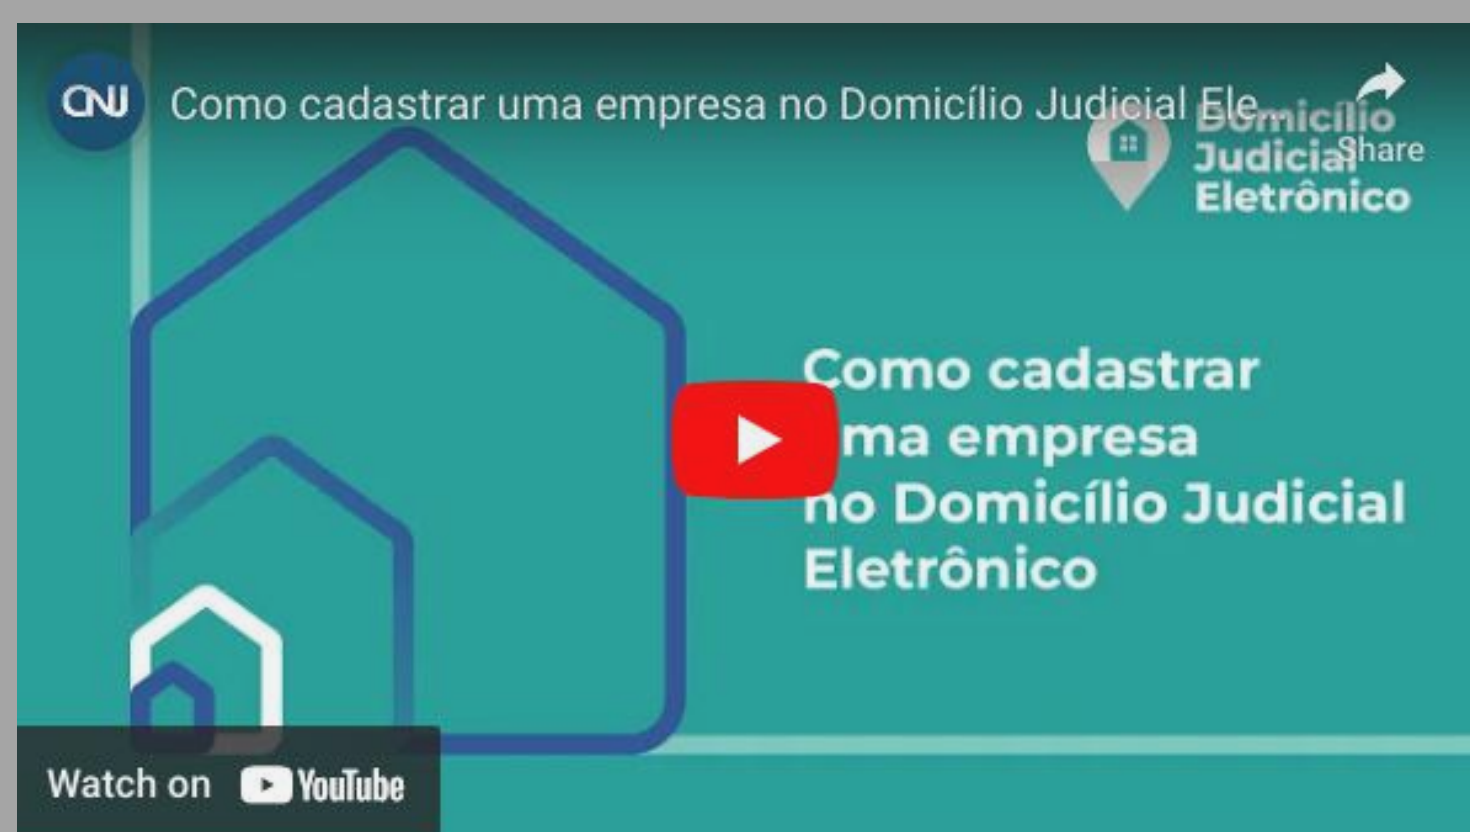 CNJ
Como cadastrar uma empresa no Domicílio Judicial Ele...
Share
Domicílio
Judicial
Eletrônico
Como cadastrar
uma empresa
no Domicílio Judicial
Eletrônico
Watch on YouTube